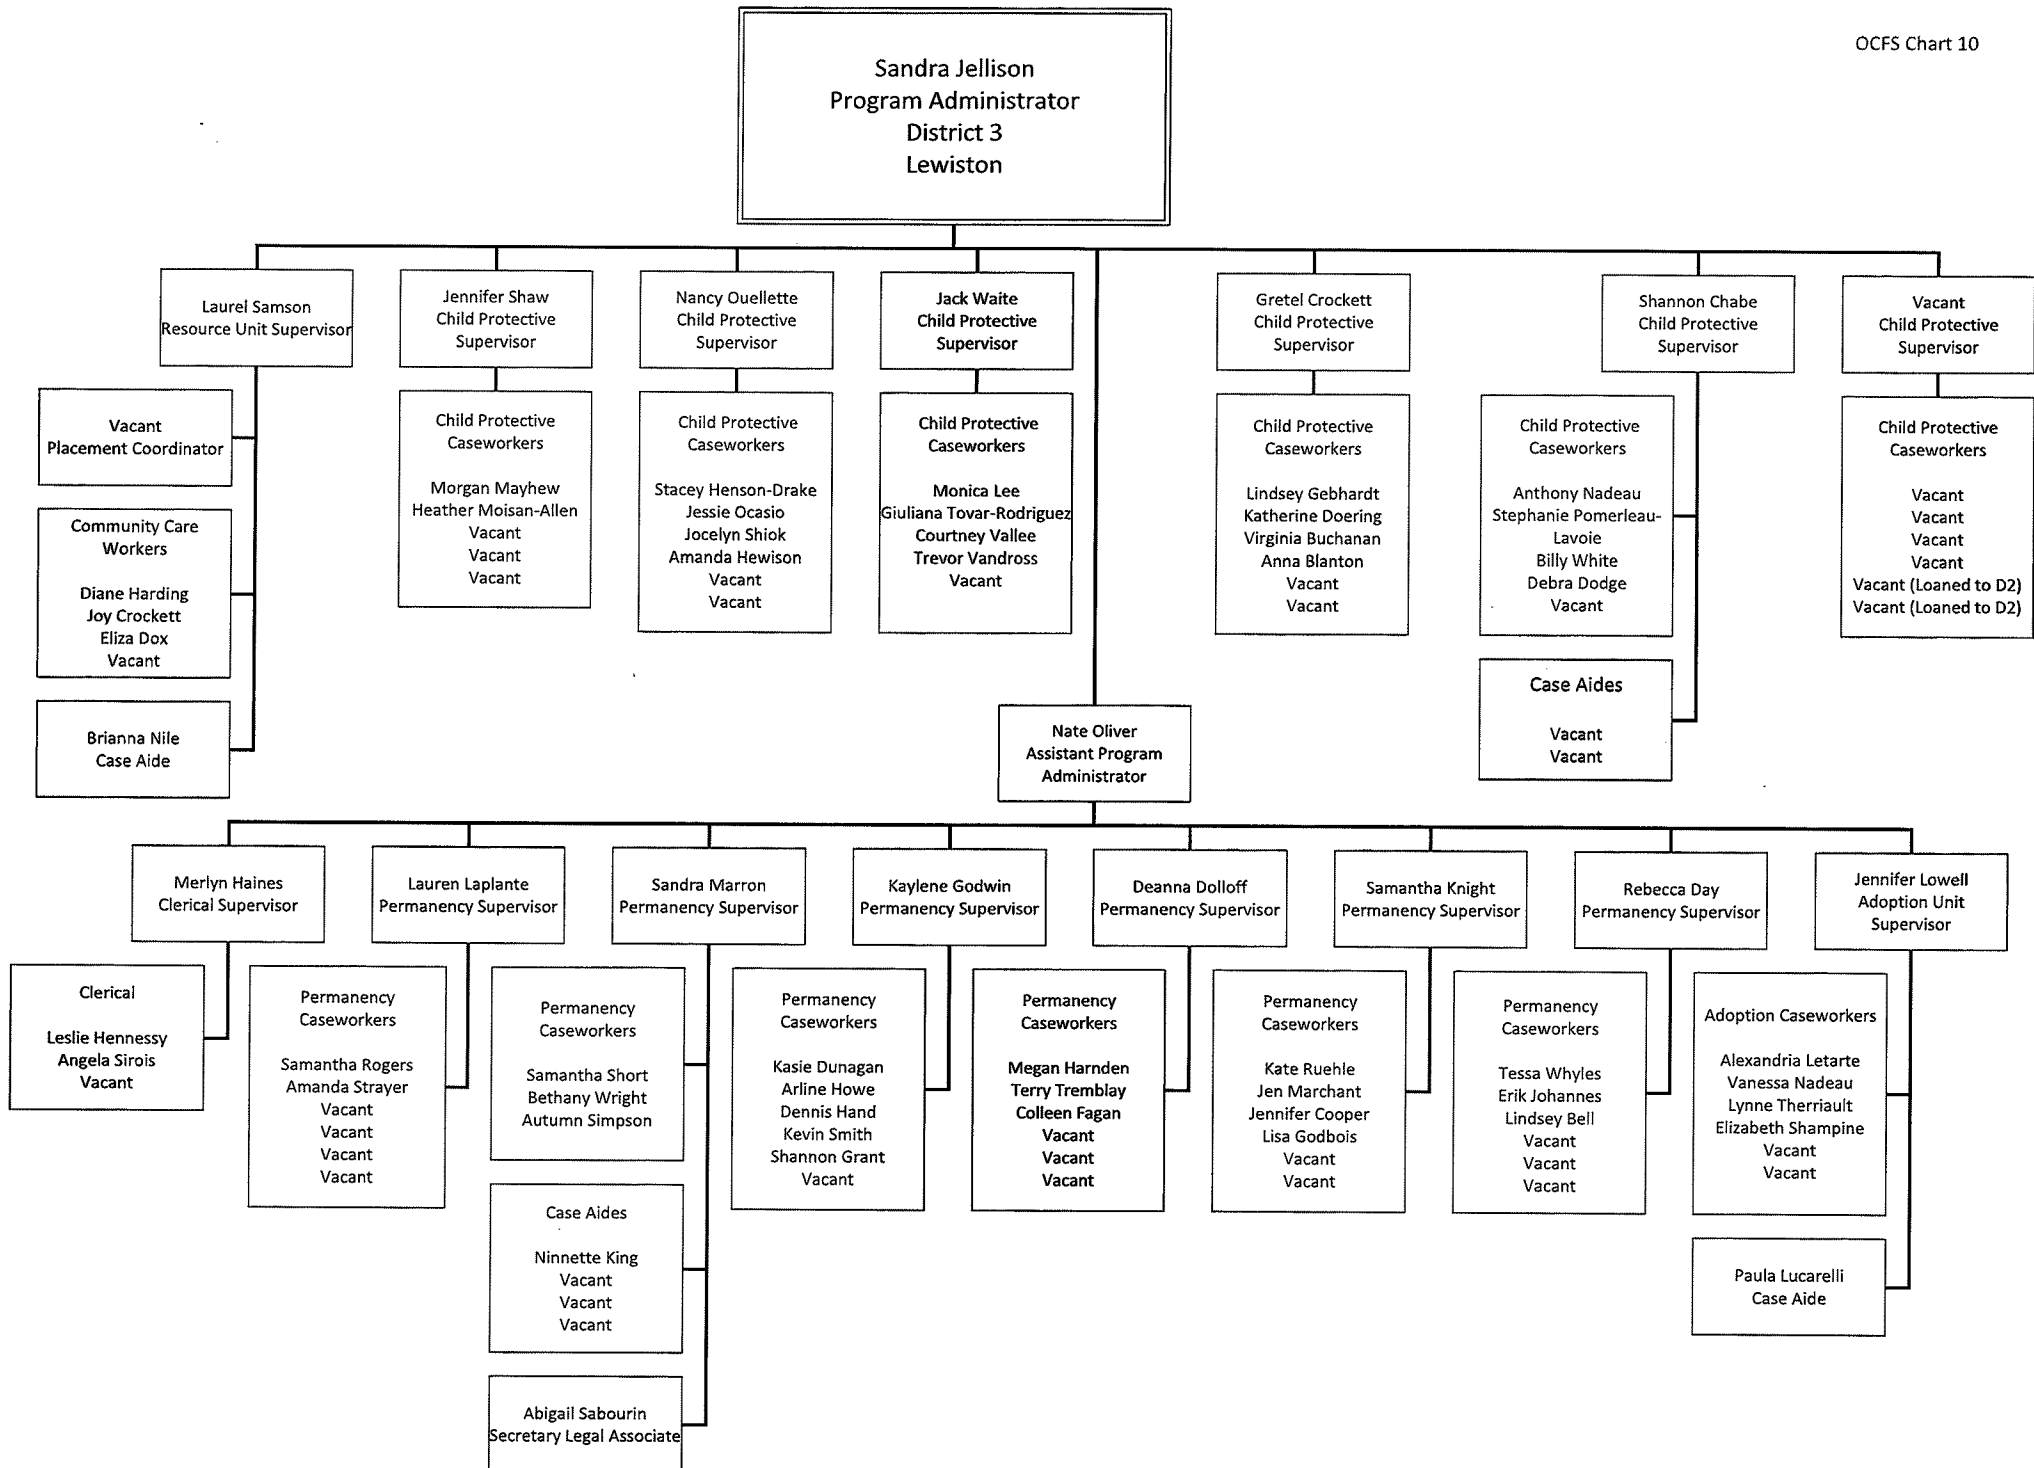 OCFS Chart 10
Sandra Jellison
Program Administrator
District 3
Lewiston
Laurel Samson
Resource Unit Supervisor
Vacant
Placement Coordinator
Community Care
Workers
Diane Harding
Joy Crockett
Eliza Dox
Vacant
Brianna Nile
Case Aide
Jennifer Shaw
Child Protective
Supervisor
Child Protective
Caseworkers
Morgan Mayhew
Heather Moisan-Allen
Vacant
Vacant
Vacant
Nancy Ouellette
Child Protective
Supervisor
Child Protective
Caseworkers
Stacey Henson-Drake
Jessie Ocasio
Jocelyn Shiok
Amanda Hewison
Vacant
Vacant
Jack Waite
Child Protective
Supervisor
Child Protective
Caseworkers
Monica Lee
Giuliana Tovar-Rodriguez
Courtney Vallee
Trevor Vandross
Vacant
Gretel Crockett
Child Protective
Supervisor
Child Protective
Caseworkers
Lindsey Gebhardt
Katherine Doering
Virginia Buchanan
Anna Blanton
Vacant
Vacant
Shannon Chabe
Child Protective
Supervisor
Child Protective
Caseworkers
Anthony Nadeau
Stephanie Pomerleau-
Lavoie
Billy White
Debra Dodge
Vacant
Case Aides
Vacant
Vacant
Vacant
Child Protective
Supervisor
Child Protective
Caseworkers
Vacant
Vacant
Vacant
Vacant
Vacant (Loaned to D2)
Vacant (Loaned to D2)
Nate Oliver
Assistant Program
Administrator
Merlyn Haines
Clerical Supervisor
Clerical
Leslie Hennessy
Angela Sirois
Vacant
Lauren Laplante
Permanency Supervisor
Permanency
Caseworkers
Samantha Rogers
Amanda Strayer
Vacant
Vacant
Vacant
Vacant
Sandra Marron
Permanency Supervisor
Permanency
Caseworkers
Samantha Short
Bethany Wright
Autumn Simpson
Case Aides
Ninnette King
Vacant
Vacant
Vacant
Abigail Sabourin
Secretary Legal Associate
Kaylene Godwin
Permanency Supervisor
Permanency
Caseworkers
Kasie Dunagan
Arline Howe
Dennis Hand
Kevin Smith
Shannon Grant
Vacant
Deanna Dolloff
Permanency Supervisor
Permanency
Caseworkers
Megan Harnden
Terry Tremblay
Colleen Fagan
Vacant
Vacant
Vacant
Samantha Knight
Permanency Supervisor
Permanency
Caseworkers
Kate Ruehle
Jen Marchant
Jennifer Cooper
Lisa Godbois
Vacant
Vacant
Rebecca Day
Permanency Supervisor
Permanency
Caseworkers
Tessa Whyles
Erik Johannes
Lindsey Bell
Vacant
Vacant
Vacant
Jennifer Lowell
Adoption Unit
Supervisor
Adoption Caseworkers
Alexandria Letarte
Vanessa Nadeau
Lynne Therriault
Elizabeth Shampine
Vacant
Vacant
Paula Lucarelli
Case Aide